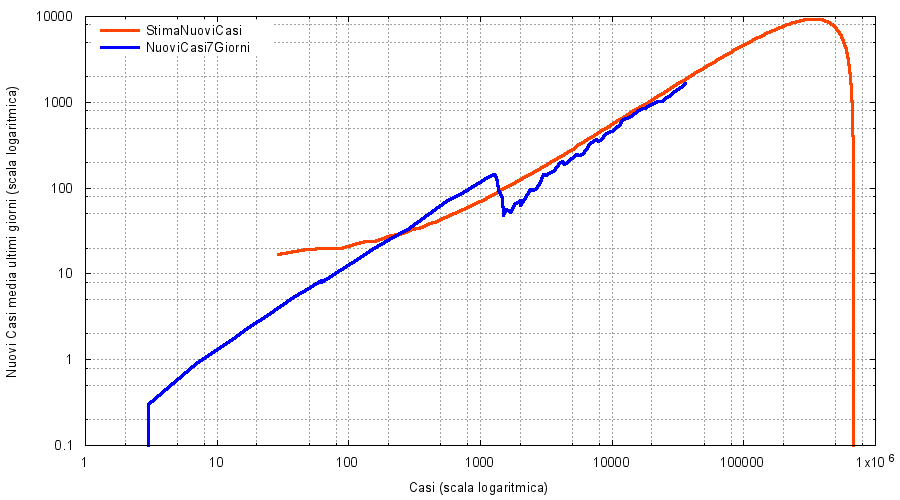 StimaNuoviCasi
NuoviCasi7Giorni
Nuovi Casi media ultimi giorni (scala logaritmica)
10000
1000
100
10
1
0.1
1
10
100
1000
10000
100000
1x10 6
Casi (scala logaritmica)